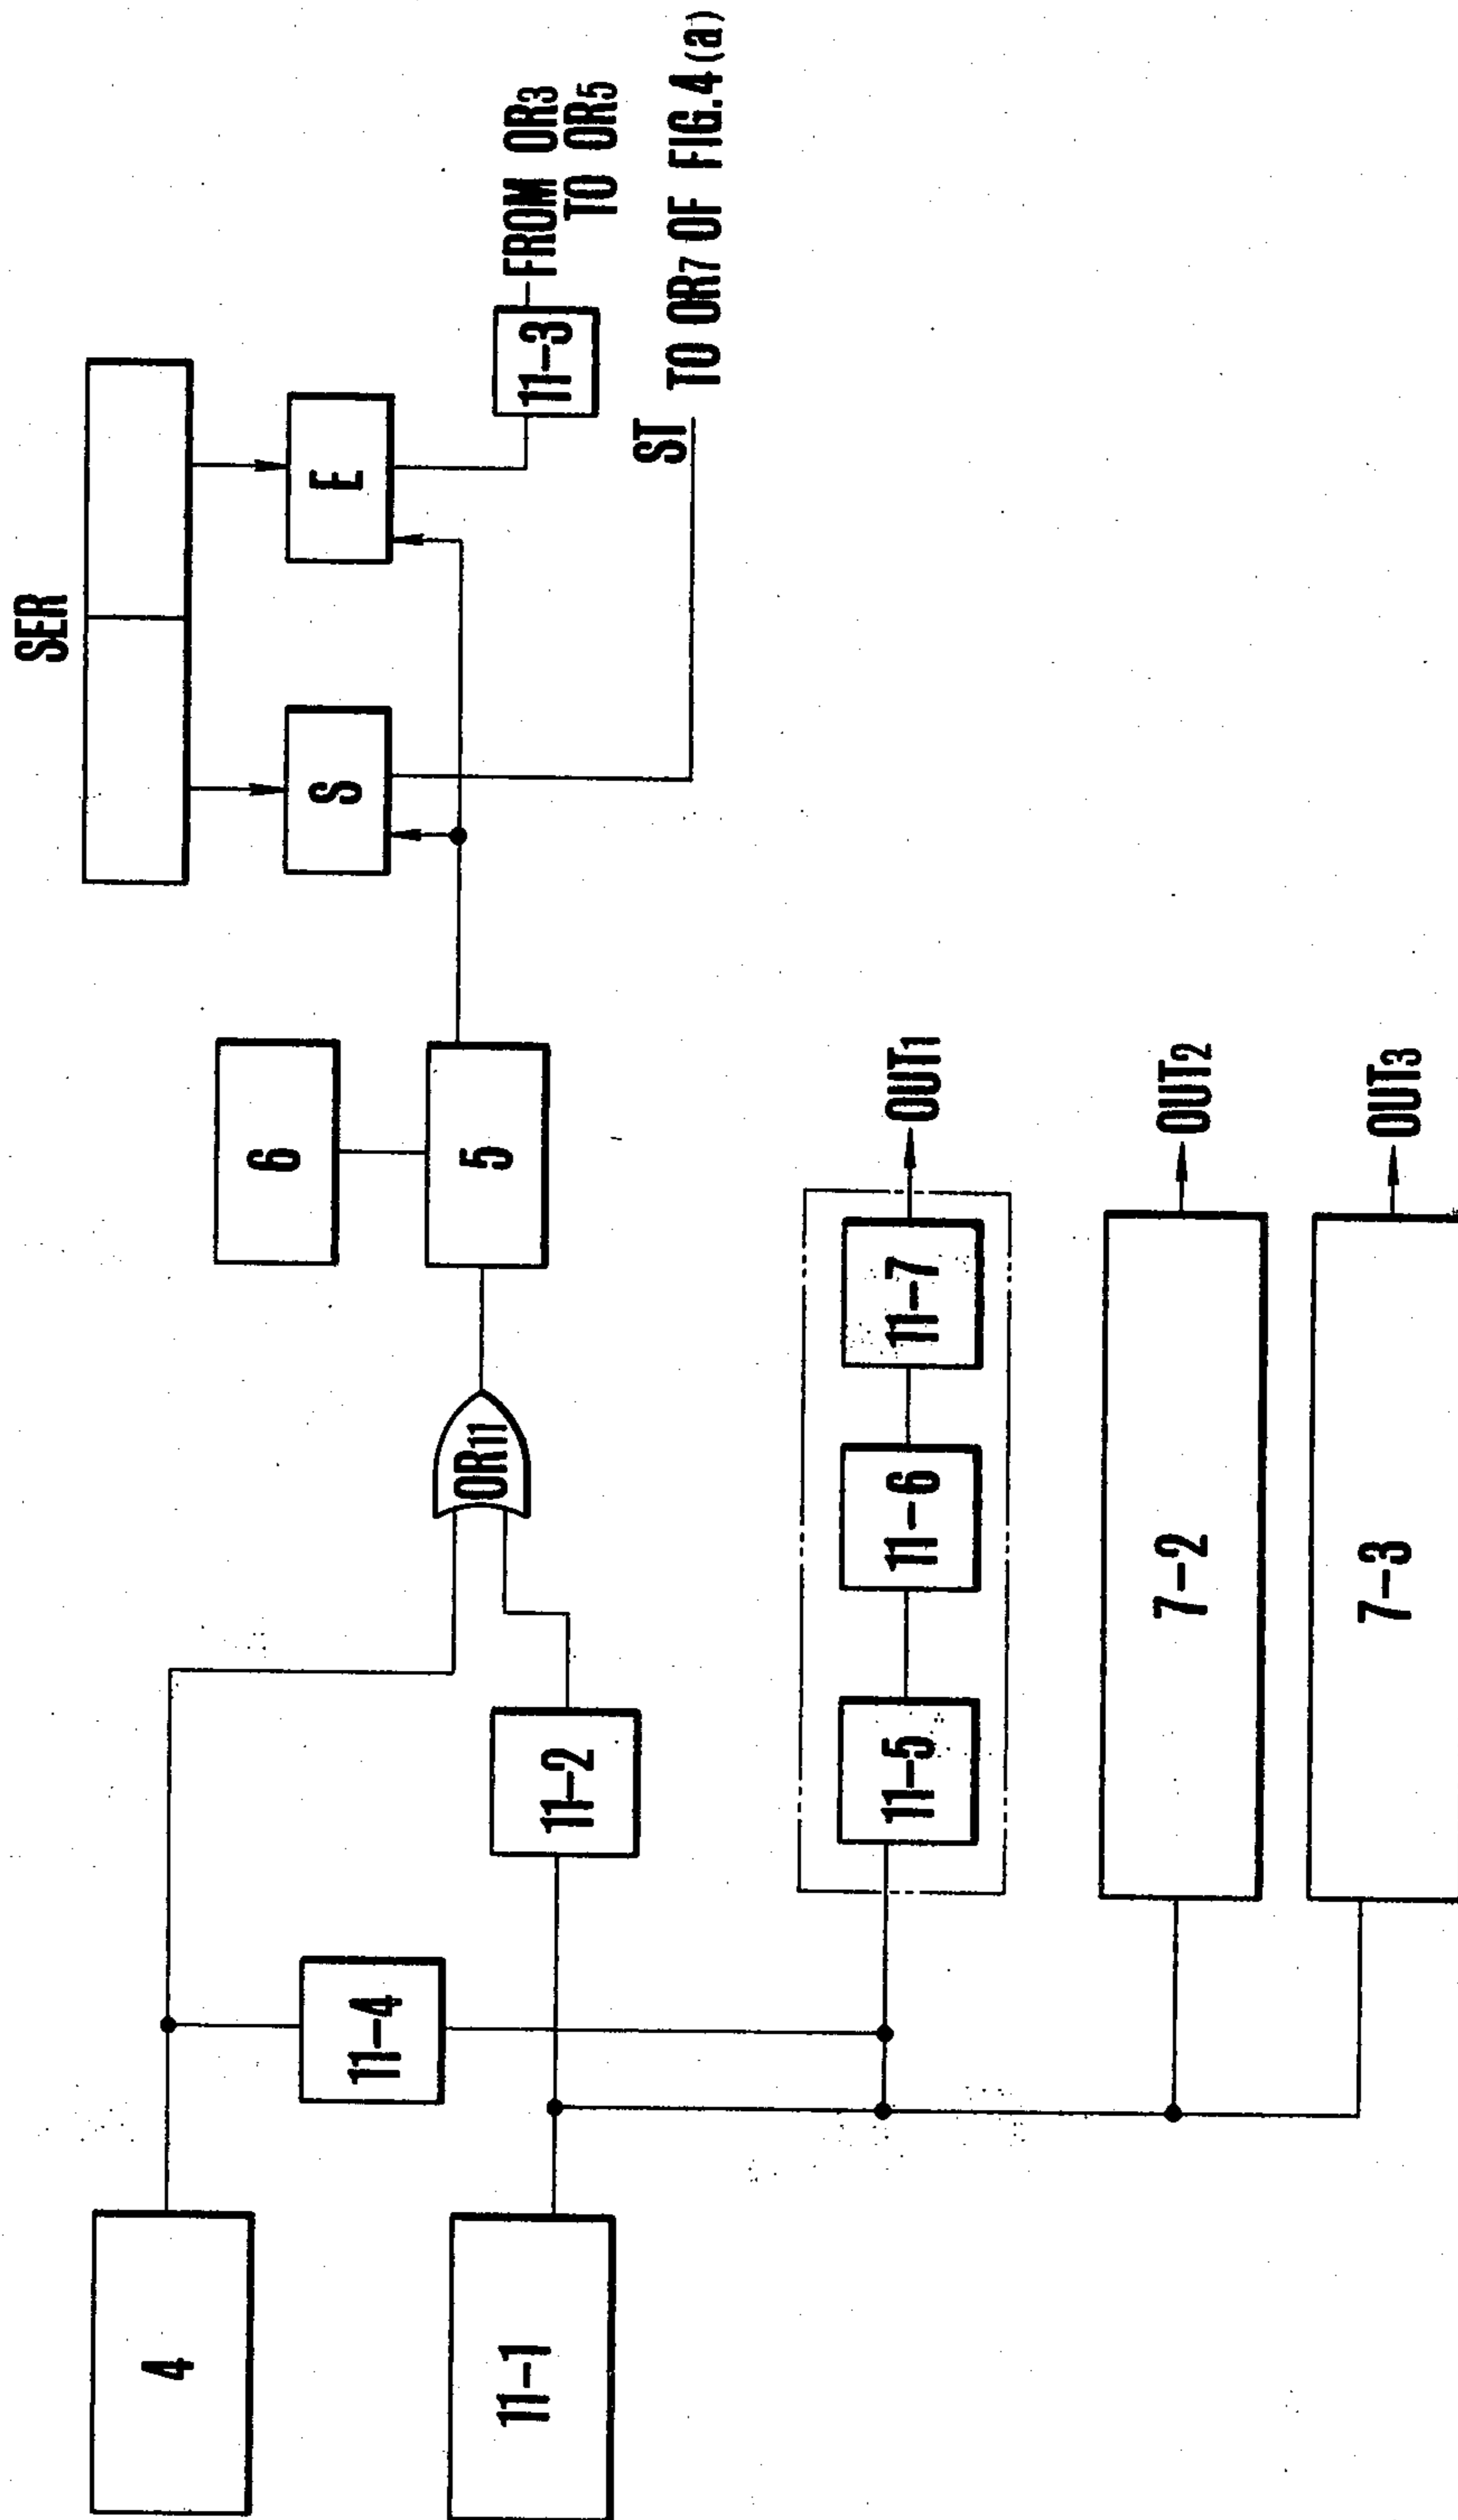 SER
S
E
11-3
FROM OR3
TO OR5
ST
TO OR7 OF FIG.4(a)
6
5
OR11
4
11-4
11-2
11-1
11-5
11-6
11-7
OUT1
7-2
OUT2
7-3
OUT3